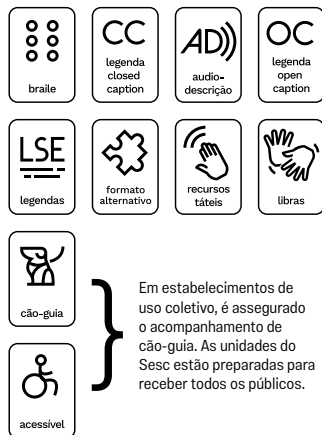 braile
CC
legenda
closed
caption
AD
audio-
descrição
OC
legenda
open
caption
LSE
legendas
formato
alternativo
recursos
táteis
libras
cão-guia
acessível
Em estabelecimentos de
uso coletivo, é assegurado
o acompanhamento de
cão-guia. As unidades do
Sesc estão preparadas para
receber todos os públicos.